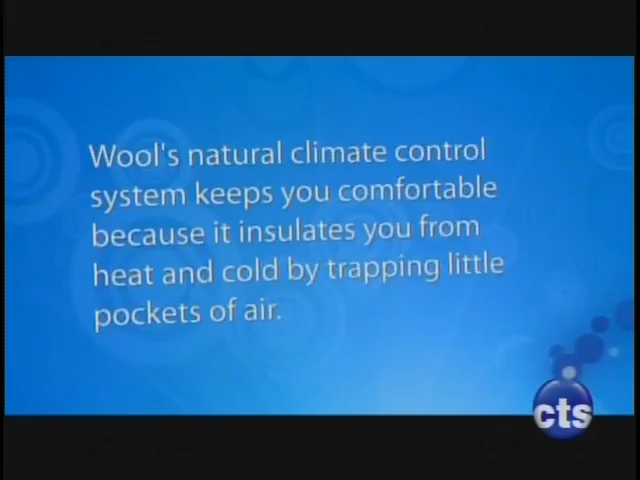 Wool's natural climate control
system keeps you comfortable
because it insulates you from
heat and cold by trapping little
pockets of air.
cts